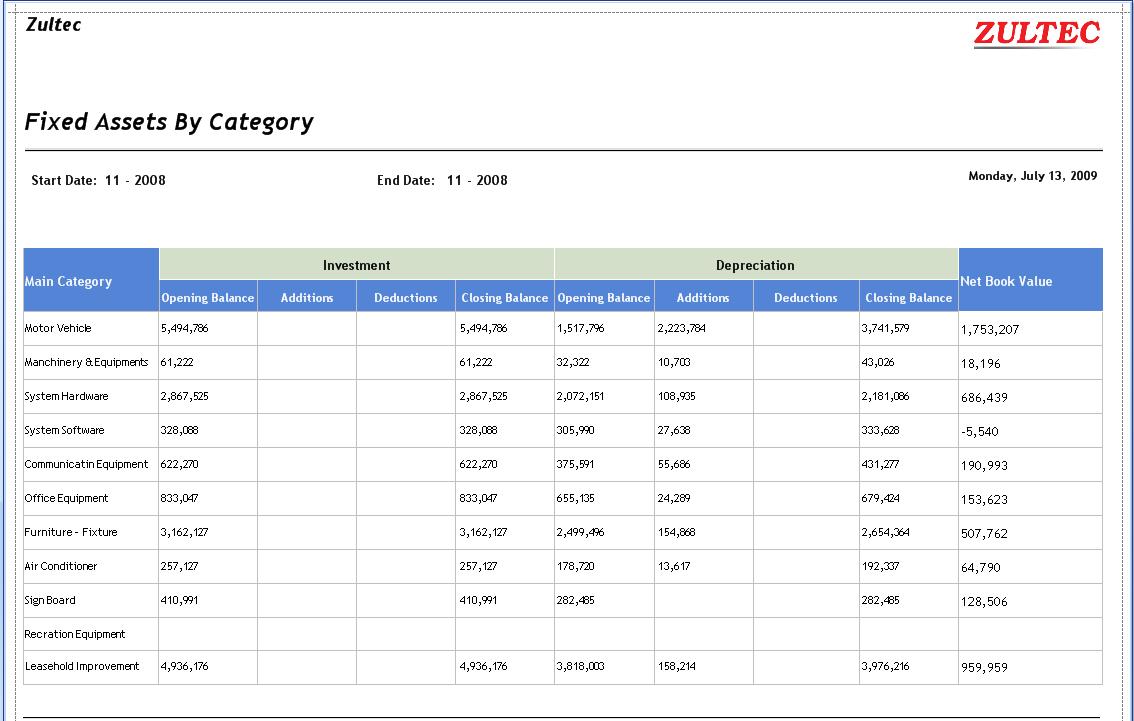 Zultec
ZULTEC
Fixed Assets By Category
Start Date: 11 - 2008 End Date: 11 - 2008 Monday, July 13, 2009
Main Category Investment Depreciation Net Book Value
Opening Balance Additions Deductions Closing Balance Opening Balance Additions Deductions Closing Balance
Motor Vehicle 5,494,786 5,494,786 1,517,796 2,223,784 3,741,579 1,753,207
Manchinery & Equipments 61,222 61,222 32,322 10,703 43,026 18,196
System Hardware 2,867,525 2,867,525 2,072,151 108,935 2,181,086 686,439
System Software 328,088 328,088 305,990 27,638 333,628 -5,540
Communicatin Equipment 622,270 622,270 375,591 55,686 431,277 190,993
Office Equipment 833,047 833,047 655,135 24,289 679,424 153,623
Furniture - Fixture 3,162,127 3,162,127 2,499,496 154,868 2,654,364 507,762
Air Conditioner 257,127 257,127 178,720 13,617 192,337 64,790
Sign Board 410,991 410,991 282,485 282,485 128,506
Recration Equipment
Leasehold Improvement 4,936,176 4,936,176 3,818,003 158,214 3,976,216 959,959